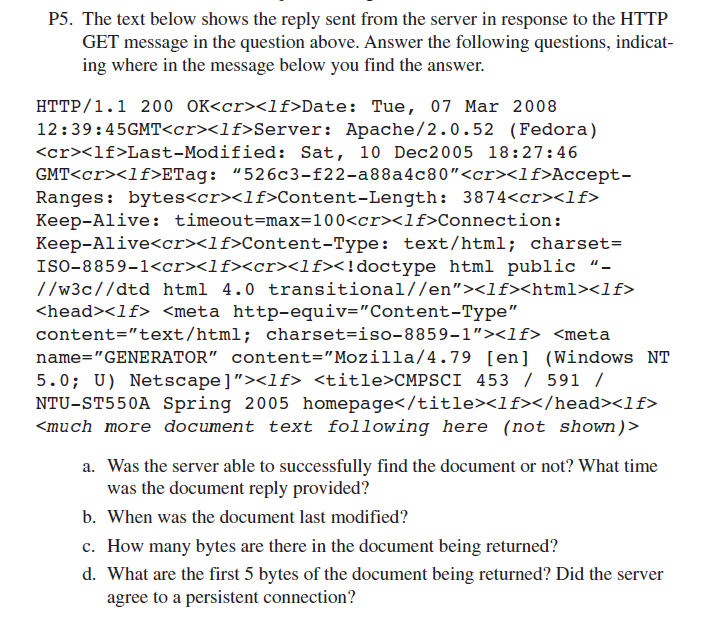 P5. The text below shows the reply sent from the server in response to the HTTP
GET message in the question above. Answer the following questions, indicat-
ing where in the message below you find the answer.
HTTP/1.1 200 OK<cr><lf>Date: Tue, 07 Mar 2008
12:39:45GMT<cr><lf>Server: Apache/2.0.52 (Fedora)
<cr><lf>Last-Modified: Sat, 10 Dec2005 18:27:46
GMT<cr><lf>ETag: “526c3-f22-a88a4c80”<cr><lf>Accept-
Ranges: bytes<cr><lf>Content-Length: 3874<cr><lf>
Keep-Alive: timeout=max=100<cr><lf>Connection:
Keep-Alive<cr><lf>Content-Type: text/html; charset=
ISO-8859-1<cr><lf><cr><lf><!doctype html public “-
//w3c//dtd html 4.0 transitional//en”><lf><html><lf>
<head><lf> <meta http-equiv=”Content-Type”
content=”text/html; charset=iso-8859-1”><lf> <meta
name=”GENERATOR” content=”Mozilla/4.79 [en] (Windows NT
5.0; U) Netscape]”><lf> <title>CMPSCI 453 / 591 /
NTU-ST550A Spring 2005 homepage</title><lf></head><lf>
<much more document text following here (not shown)>
a. Was the server able to successfully find the document or not? What time
was the document reply provided?
b. When was the document last modified?
c. How many bytes are there in the document being returned?
d. What are the first 5 bytes of the document being returned? Did the server
agree to a persistent connection?